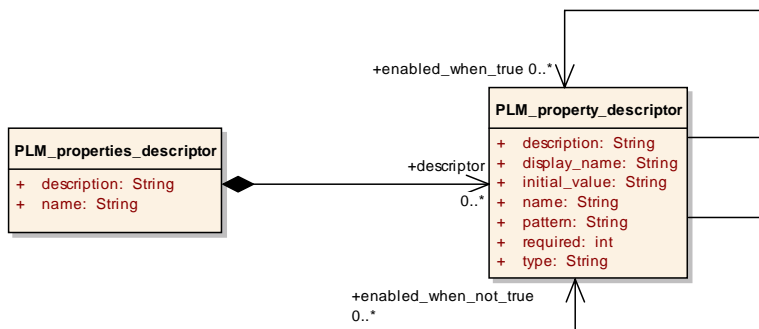 +enabled_when_true 0..*
PLM_property_descriptor
+ description: String
+ display_name: String
+ initial_value: String
+ name: String
+ pattern: String
+ required: int
+ type: String
PLM_properties_descriptor
+ description: String
+ name: String
+descriptor
0..*
+enabled_when_not_true
0..*